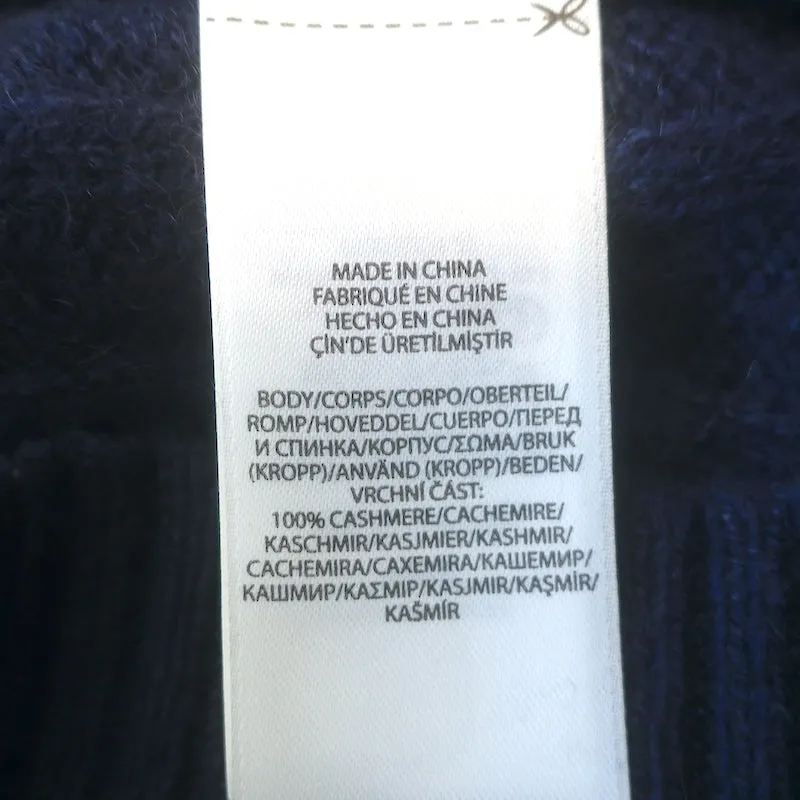 MADE IN CHINA
FABRIQUÉ EN CHINE
HECHO EN CHINA
ÇİN'DE ÜRETİLMİŞTİR
BODY/CORPS/CORPO/OBERTEIL/
ROMP/HOVEDDEL/CUERPO/ПЕРЕД
И СПИНКА/КОРПУС/ΣΩΜΑ/BRUK
(KROPP)/ANVÄND (KROPP)/BEDEN/
VRCHNÍ ČÁST:
100% CASHMERE/CACHEMIRE/
KASCHMIR/KASJMIER/KASHMIR/
CACHEMIRA/CAXEMIRA/КАШЕМИР/
КАШМИР/ΚΑΣΜΙΡ/KASJMIR/KAŞMİR/
KAŠMÍR